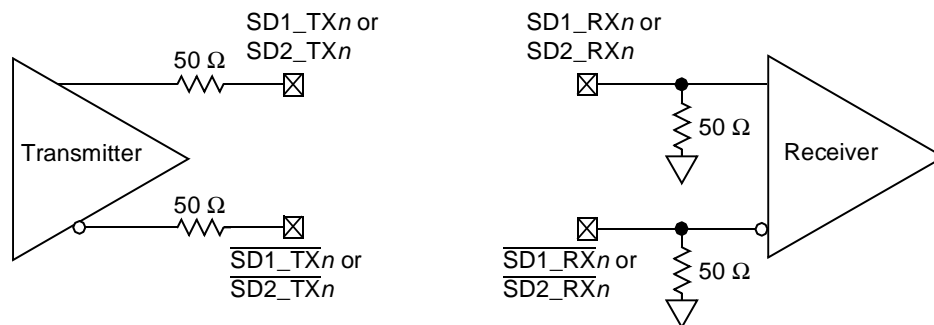 SD1_TXn or
SD2_TXn
50 Ω
Transmitter
50 Ω
SD1_TXn or
SD2_TXn
SD1_RXn or
SD2_RXn
50 Ω
Receiver
SD1_RXn or
SD2_RXn
50 Ω